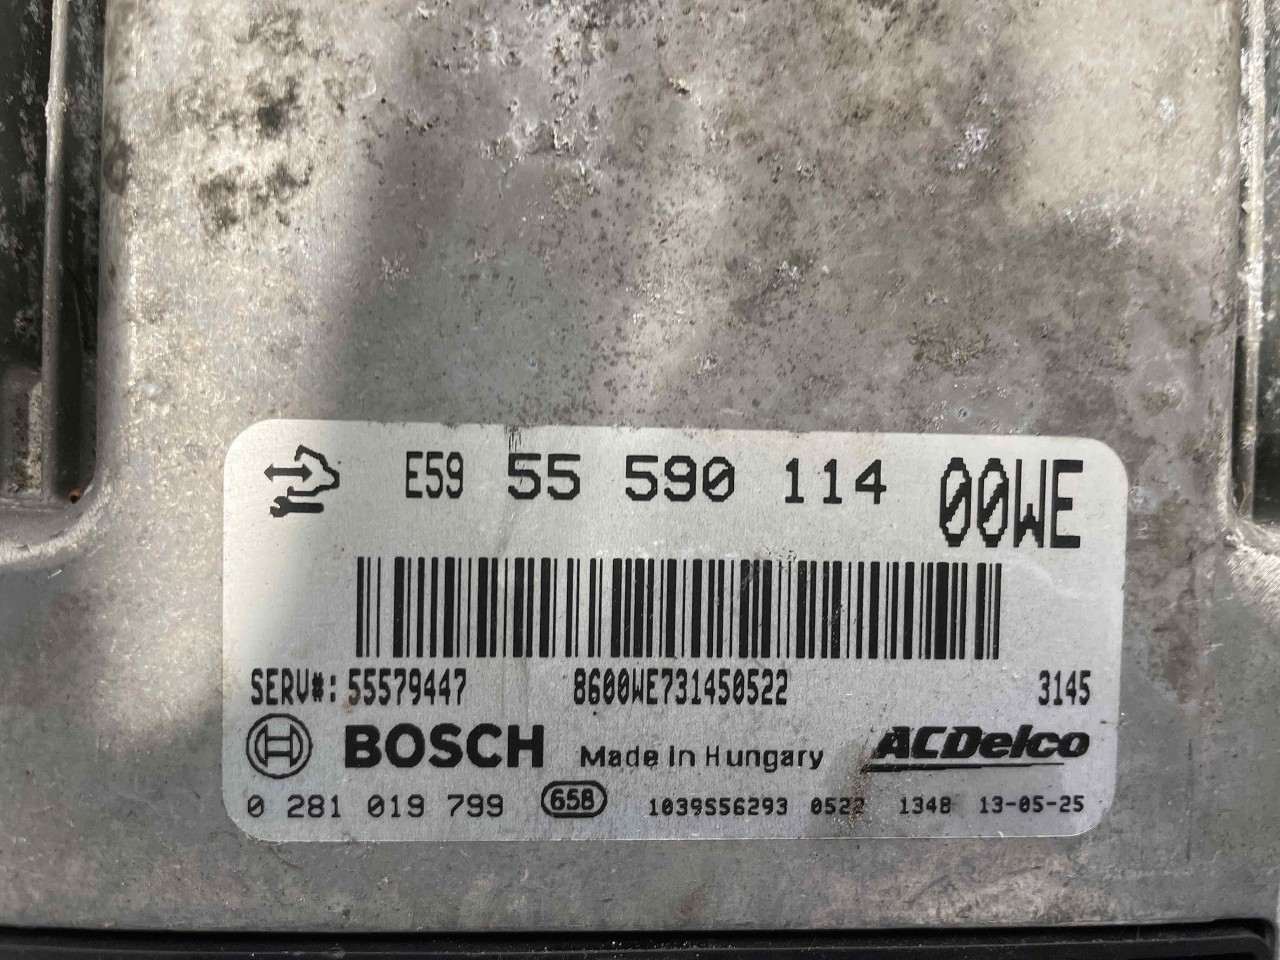 E59 55 590 114 00WE
SERV#: 55579447 8600WE731450522 3145
BOSCH Made in Hungary ACDelco
0 281 019 799 658 1039S56293 0522 1348 13-05-25